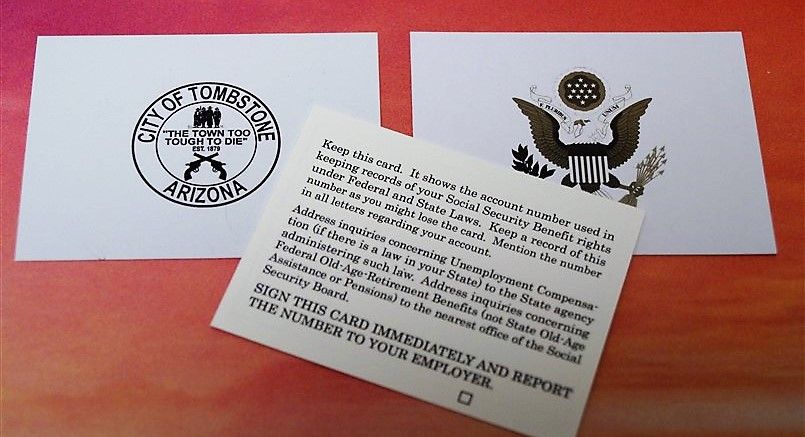 CITY OF TOMBSTONE
"THE TOWN TOO
TOUGH TO DIE"
EST. 1879
ARIZONA
E PLURIBUS UNUM
Keep this card. It shows the account number used in
keeping records of your Social Security Benefit rights
under Federal and State Laws. Keep a record of this
number as you might lose the card. Mention the number
in all letters regarding your account.
Address inquiries concerning Unemployment Compensa-
tion (if there is a law in your State) to the State agency
administering such law. Address inquiries concerning
Federal Old-Age-Retirement Benefits (not State Old-Age
Assistance or Pensions) to the nearest office of the Social
Security Board.
SIGN THIS CARD IMMEDIATELY AND REPORT
THE NUMBER TO YOUR EMPLOYER.